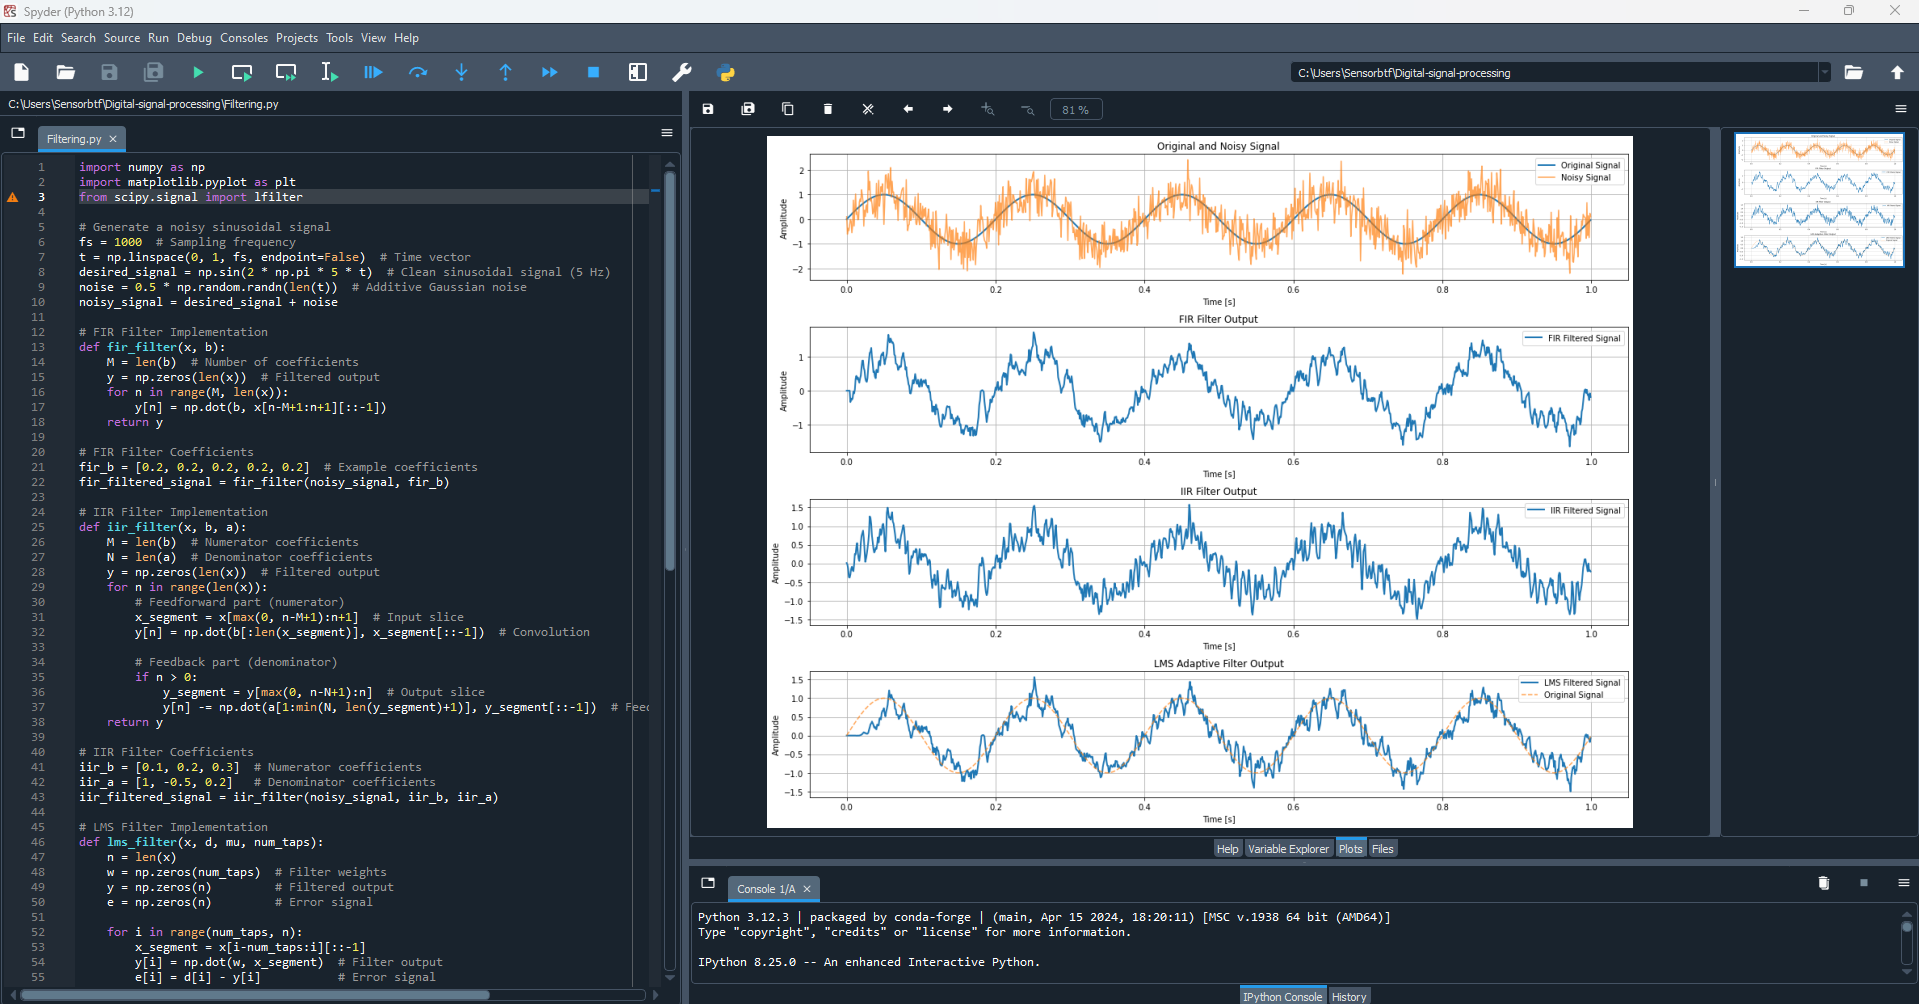 Spyder (Python 3.12)
File Edit Search Source Run Debug Consoles Projects Tools View Help
C:\Users\Sensorbtf\Digital-signal-processing
C:\Users\Sensorbtf\Digital-signal-processing\Filtering.py
Filtering.py
1 import numpy as np
2 import matplotlib.pyplot as plt
3 from scipy.signal import lfilter
4
5 # Generate a noisy sinusoidal signal
6 fs = 1000  # Sampling frequency
7 t = np.linspace(0, 1, fs, endpoint=False)  # Time vector
8 desired_signal = np.sin(2 * np.pi * 5 * t)  # Clean sinusoidal signal (5 Hz)
9 noise = 0.5 * np.random.randn(len(t))  # Additive Gaussian noise
10 noisy_signal = desired_signal + noise
11
12 # FIR Filter Implementation
13 def fir_filter(x, b):
14     M = len(b)  # Number of coefficients
15     y = np.zeros(len(x))  # Filtered output
16     for n in range(M, len(x)):
17         y[n] = np.dot(b, x[n-M+1:n+1][::-1])
18     return y
19
20 # FIR Filter Coefficients
21 fir_b = [0.2, 0.2, 0.2, 0.2, 0.2]  # Example coefficients
22 fir_filtered_signal = fir_filter(noisy_signal, fir_b)
23
24 # IIR Filter Implementation
25 def iir_filter(x, b, a):
26     M = len(b)  # Numerator coefficients
27     N = len(a)  # Denominator coefficients
28     y = np.zeros(len(x))  # Filtered output
29     for n in range(len(x)):
30         # Feedforward part (numerator)
31         x_segment = x[max(0, n-M+1):n+1]  # Input slice
32         y[n] = np.dot(b[:len(x_segment)], x_segment[::-1])  # Convolution
33
34         # Feedback part (denominator)
35         if n > 0:
36             y_segment = y[max(0, n-N+1):n]  # Output slice
37             y[n] -= np.dot(a[1:min(N, len(y_segment)+1)], y_segment[::-1])  # Feec
38     return y
39
40 # IIR Filter Coefficients
41 iir_b = [0.1, 0.2, 0.3]  # Numerator coefficients
42 iir_a = [1, -0.5, 0.2]   # Denominator coefficients
43 iir_filtered_signal = iir_filter(noisy_signal, iir_b, iir_a)
44
45 # LMS Filter Implementation
46 def lms_filter(x, d, mu, num_taps):
47     n = len(x)
48     w = np.zeros(num_taps)  # Filter weights
49     y = np.zeros(n)         # Filtered output
50     e = np.zeros(n)         # Error signal
51
52     for i in range(num_taps, n):
53         x_segment = x[i-num_taps:i][::-1]
54         y[i] = np.dot(w, x_segment)  # Filter output
55         e[i] = d[i] - y[i]           # Error signal
81 %
Original and Noisy Signal
Original Signal
Noisy Signal
Amplitude
2
1
0
−1
−2
0.0 0.2 0.4 0.6 0.8 1.0
Time [s]
FIR Filter Output
FIR Filtered Signal
Amplitude
1
0
−1
0.0 0.2 0.4 0.6 0.8 1.0
Time [s]
IIR Filter Output
IIR Filtered Signal
Amplitude
1.5
1.0
0.5
0.0
−0.5
−1.0
−1.5
0.0 0.2 0.4 0.6 0.8 1.0
Time [s]
LMS Adaptive Filter Output
LMS Filtered Signal
Original Signal
Amplitude
1.5
1.0
0.5
0.0
−0.5
−1.0
−1.5
0.0 0.2 0.4 0.6 0.8 1.0
Time [s]
Help Variable Explorer Plots Files
Console 1/A
Python 3.12.3 | packaged by conda-forge | (main, Apr 15 2024, 18:20:11) [MSC v.1938 64 bit (AMD64)]
Type "copyright", "credits" or "license" for more information.
IPython 8.25.0 -- An enhanced Interactive Python.
IPython Console History